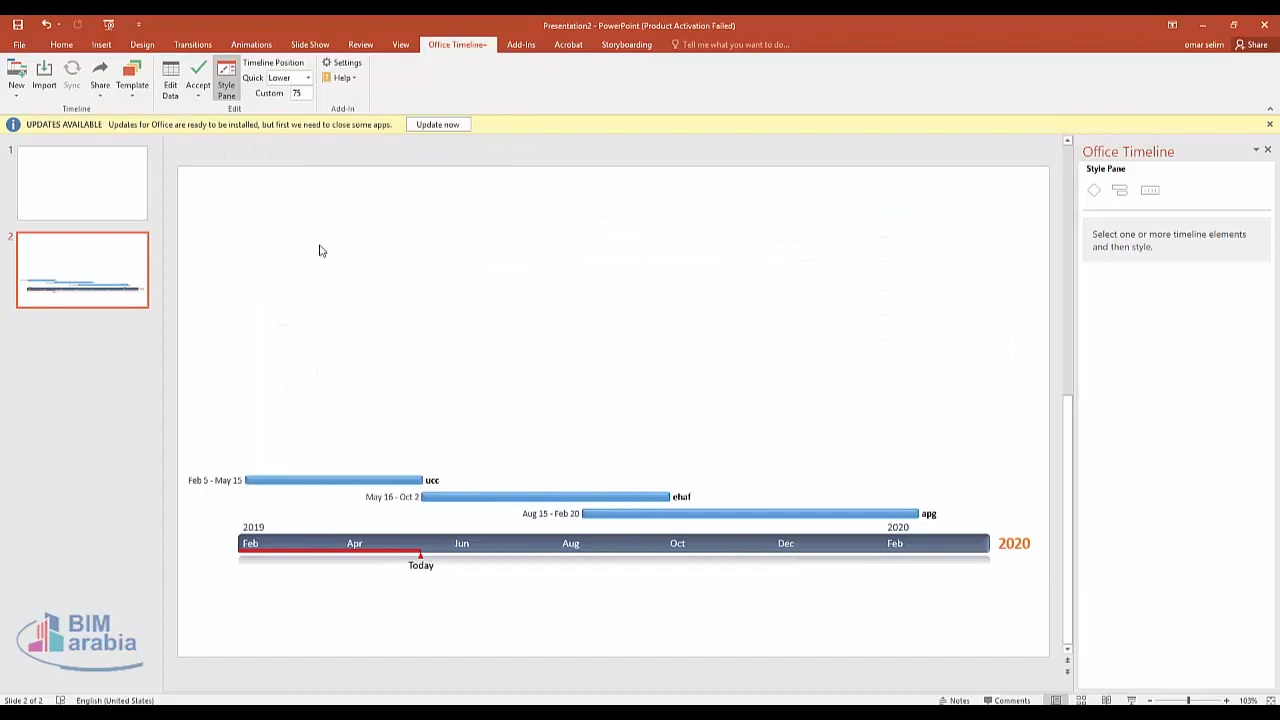 Presentation2 - PowerPoint (Product Activation Failed)
File Home Insert Design Transitions Animations Slide Show Review View Office Timeline+ Add-Ins Acrobat Storyboarding Tell me what you want to do... omar selim Share
New Import Sync Share Template Edit Data Accept Style Pane
Timeline Position
Quick Lower
Custom 75
Settings
Help
Timeline Edit Add-In
UPDATES AVAILABLE Updates for Office are ready to be installed, but first we need to close some apps. Update now
1
2
Office Timeline
Style Pane
Select one or more timeline elements
and then style.
Feb 5 - May 15 ucc
May 16 - Oct 2 ehaf
Aug 15 - Feb 20 apg
2019 2020
Feb Apr Jun Aug Oct Dec Feb 2020
Today
BIM
arabia
Slide 2 of 2 English (United States) Notes Comments 103%